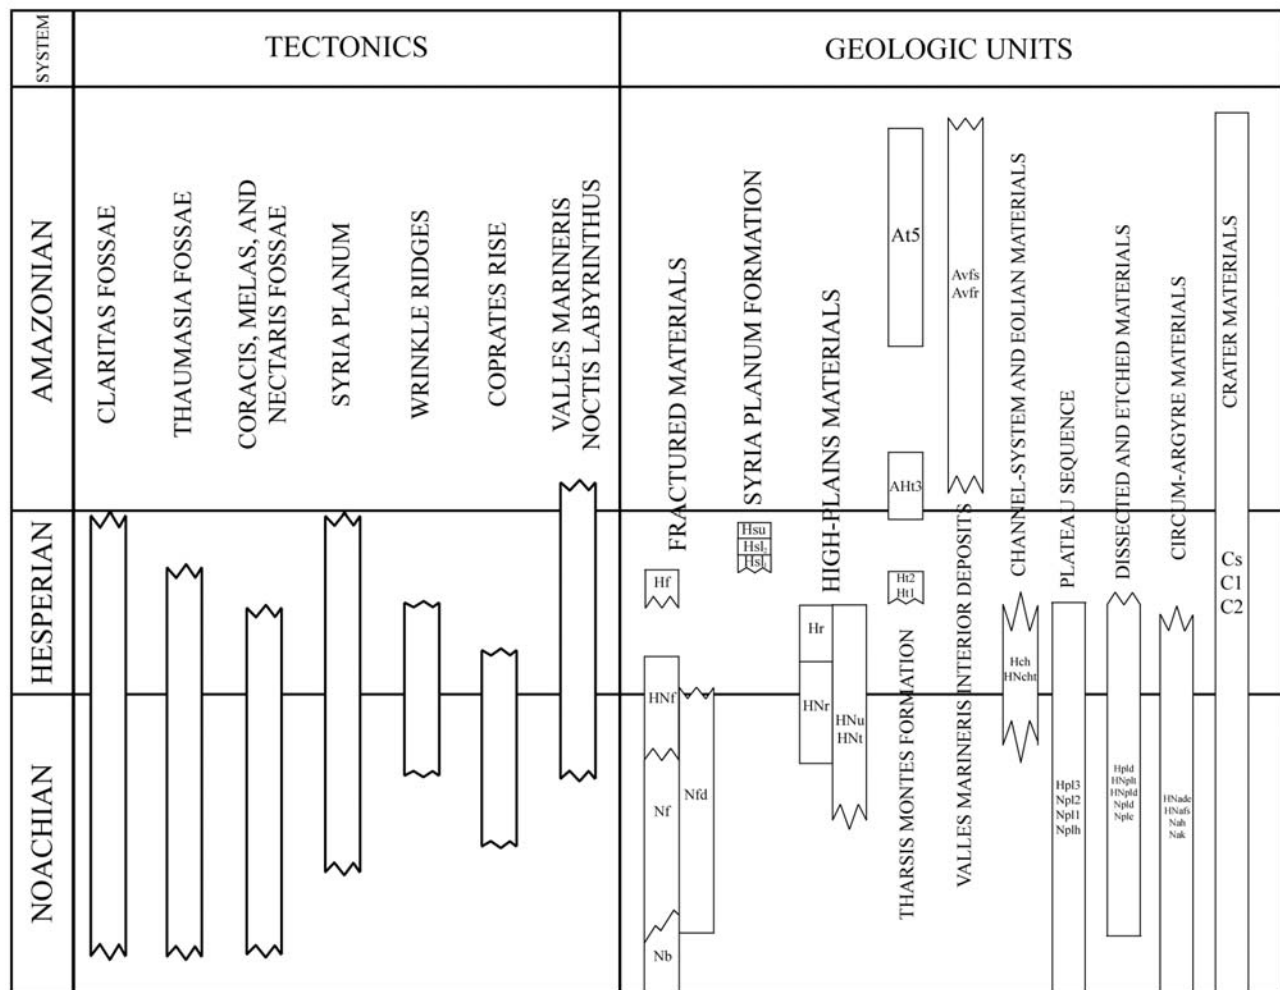 SYSTEM
TECTONICS
GEOLOGIC UNITS
AMAZONIAN
HESPERIAN
NOACHIAN
CLARITAS FOSSAE
THAUMASIA FOSSAE
CORACIS, MELAS, AND
NECTARIS FOSSAE
SYRIA PLANUM
WRINKLE RIDGES
COPRATES RISE
VALLES MARINERIS
NOCTIS LABYRINTHUS
FRACTURED MATERIALS
Hf
HNf
Nf
Nb
Nfd
SYRIA PLANUM FORMATION
Hsu
Hsl₂
Hsl₁
HIGH-PLAINS MATERIALS
Hr
HNr
HNu
HNt
At5
AHt3
Ht2
Ht1
THARSIS MONTES FORMATION
Avfs
Avfr
VALLES MARINERIS INTERIOR DEPOSITS
CHANNEL-SYSTEM AND EOLIAN MATERIALS
Hch
HNcht
PLATEAU SEQUENCE
Hpl3
Npl2
Npl1
Nplh
DISSECTED AND ETCHED MATERIALS
Hpld
HNplt
HNpld
Npld
Nple
CIRCUM-ARGYRE MATERIALS
HNade
HNafs
Nah
Nak
CRATER MATERIALS
Cs
C1
C2